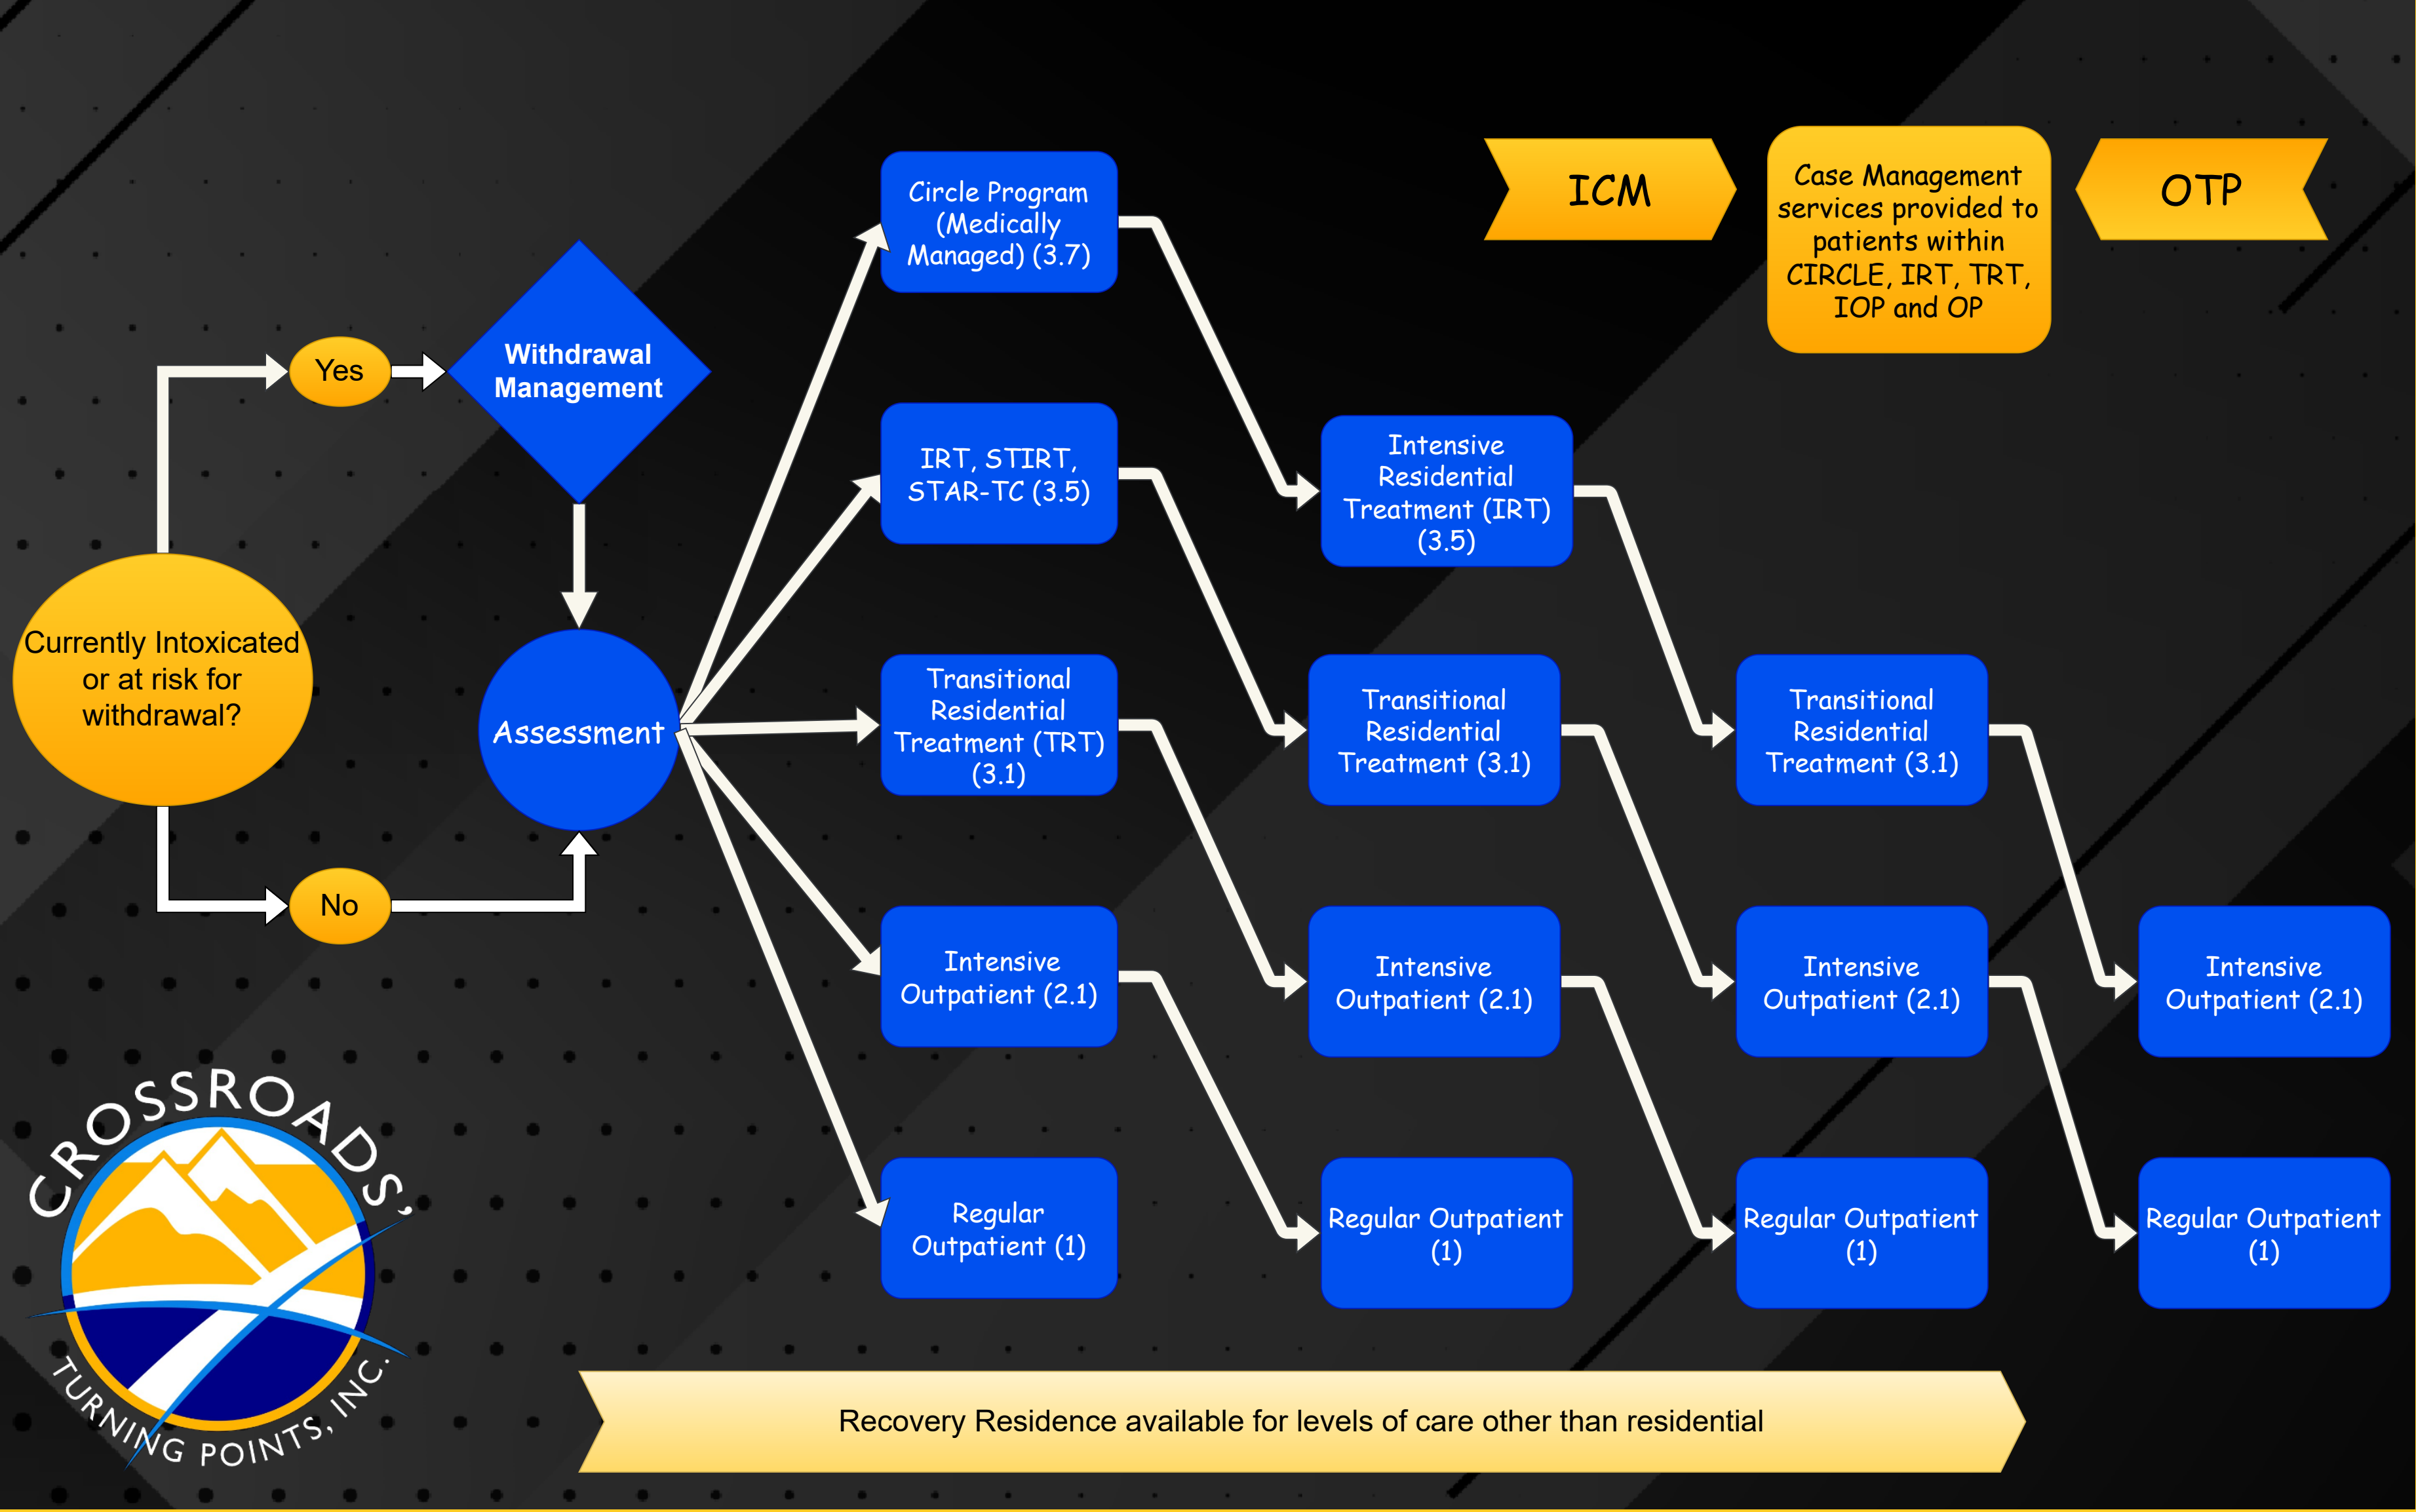 Currently Intoxicated
or at risk for
withdrawal?
Yes
No
Withdrawal
Management
Assessment
Circle Program
(Medically
Managed) (3.7)
IRT, STIRT,
STAR-TC (3.5)
Transitional
Residential
Treatment (TRT)
(3.1)
Intensive
Outpatient (2.1)
Regular
Outpatient (1)
Intensive
Residential
Treatment (IRT)
(3.5)
Transitional
Residential
Treatment (3.1)
Intensive
Outpatient (2.1)
Regular Outpatient
(1)
Transitional
Residential
Treatment (3.1)
Intensive
Outpatient (2.1)
Regular Outpatient
(1)
Intensive
Outpatient (2.1)
Regular Outpatient
(1)
ICM
Case Management
services provided to
patients within
CIRCLE, IRT, TRT,
IOP and OP
OTP
CROSSROADS'
TURNING POINTS, INC.
Recovery Residence available for levels of care other than residential